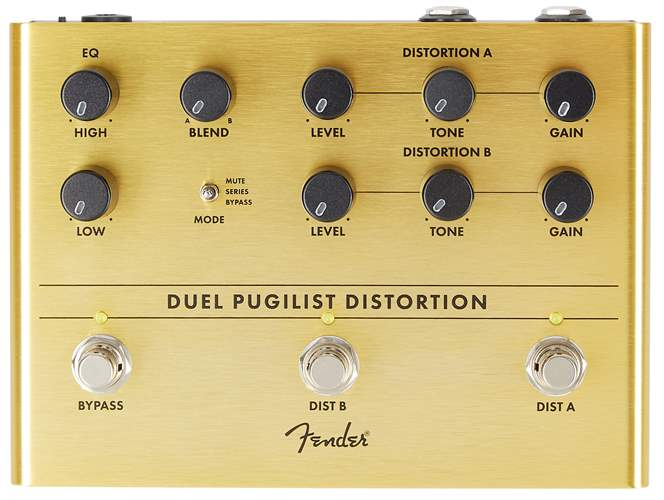 EQ
DISTORTION A
HIGH
A B
BLEND
LEVEL
TONE
GAIN
DISTORTION B
MUTE
SERIES
BYPASS
MODE
LOW
LEVEL
TONE
GAIN
DUEL PUGILIST DISTORTION
BYPASS
DIST B
DIST A
Fender®